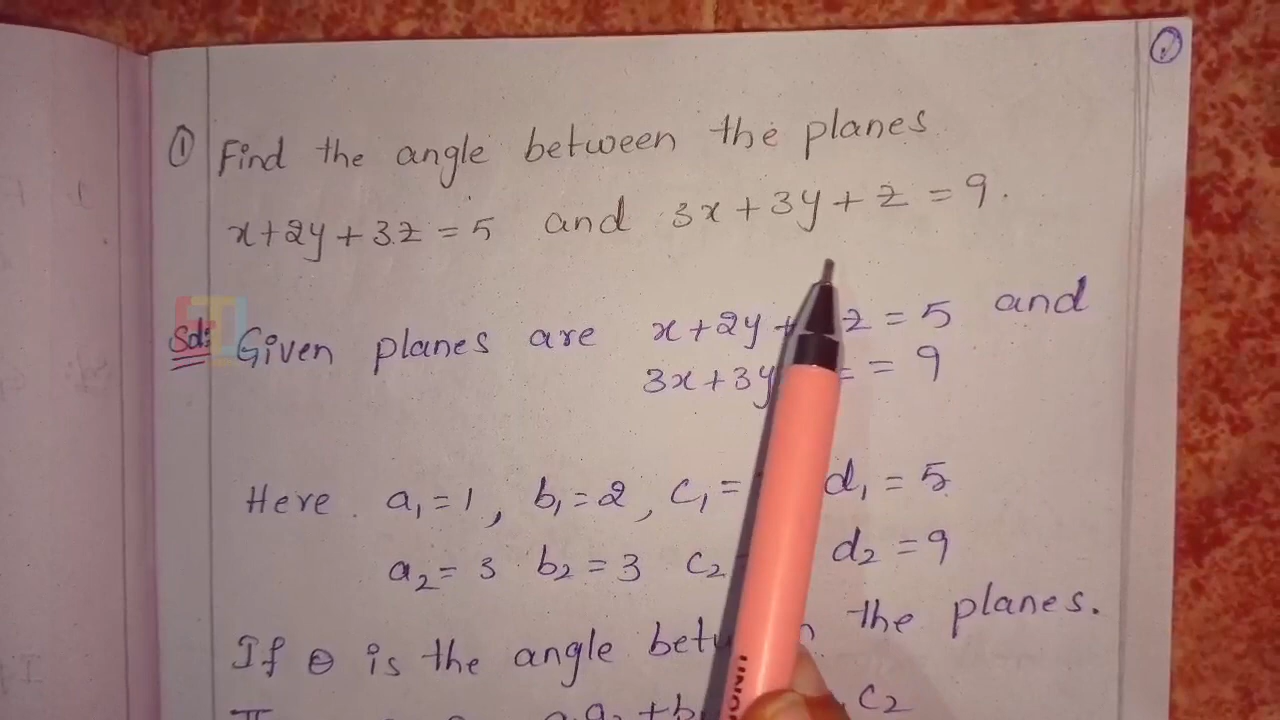 ① Find the angle between the planes
x+2y+3z=5 and 3x+3y+z=9.
Sol: Given planes are x+2y+ z=5 and
3x+3y = 9
Here a₁=1, b₁=2, c₁= d₁=5
a₂=3 b₂=3 c₂ d₂=9
If θ is the angle the planes.
a₂+b c₂
UNIO